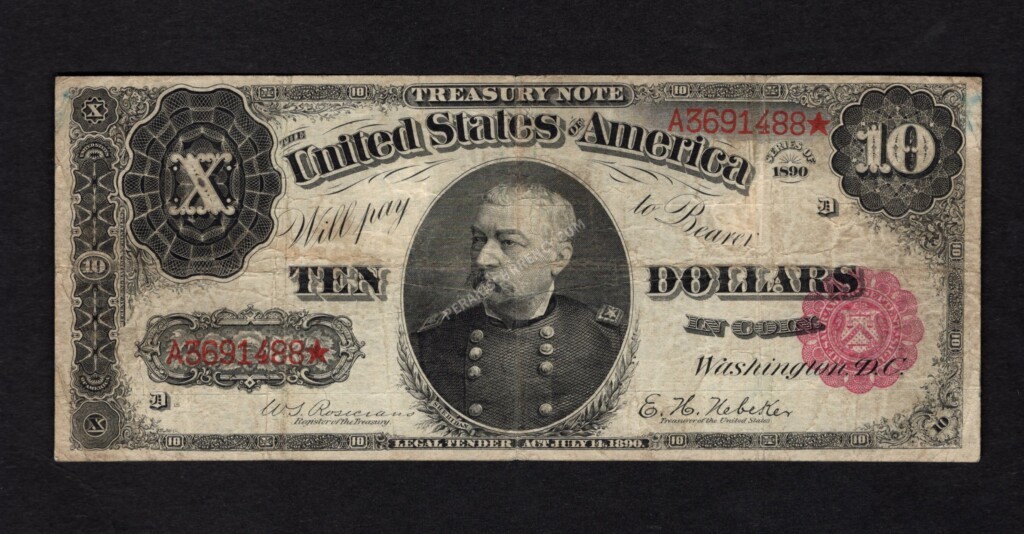 TREASURY NOTE
A3691488★
THE
United States of America
SERIES OF
1890
X
X
10
Will pay
to Bearer
D
TEN
DOLLARS
IN COIN
10
A3691488★
Washington, D.C.
D
W.S. Rosecrans
Register of the Treasury
E. H. Nebeker
Treasurer of the United States
X
LEGAL TENDER ACT JULY 14, 1890.
10